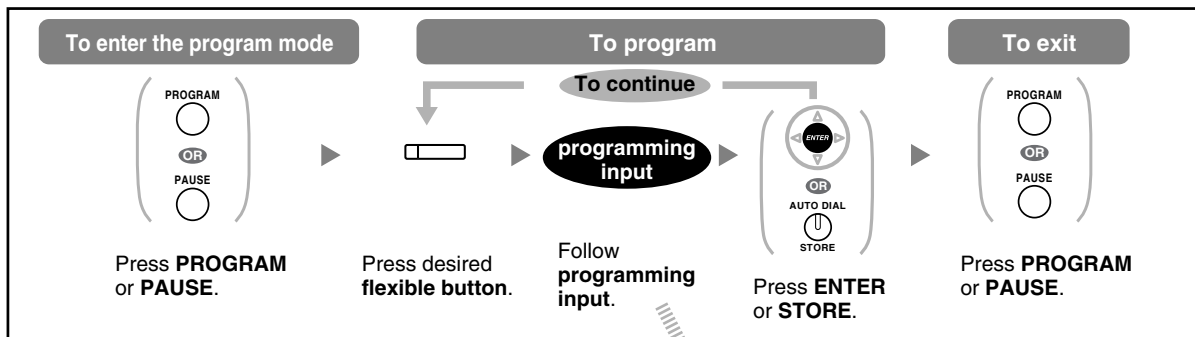 To enter the program mode
To program
To exit
To continue
PROGRAM
OR
PAUSE
programming
input
ENTER
OR
AUTO DIAL
STORE
PROGRAM
OR
PAUSE
Press PROGRAM
or PAUSE.
Press desired
flexible button.
Follow
programming
input.
Press ENTER
or STORE.
Press PROGRAM
or PAUSE.